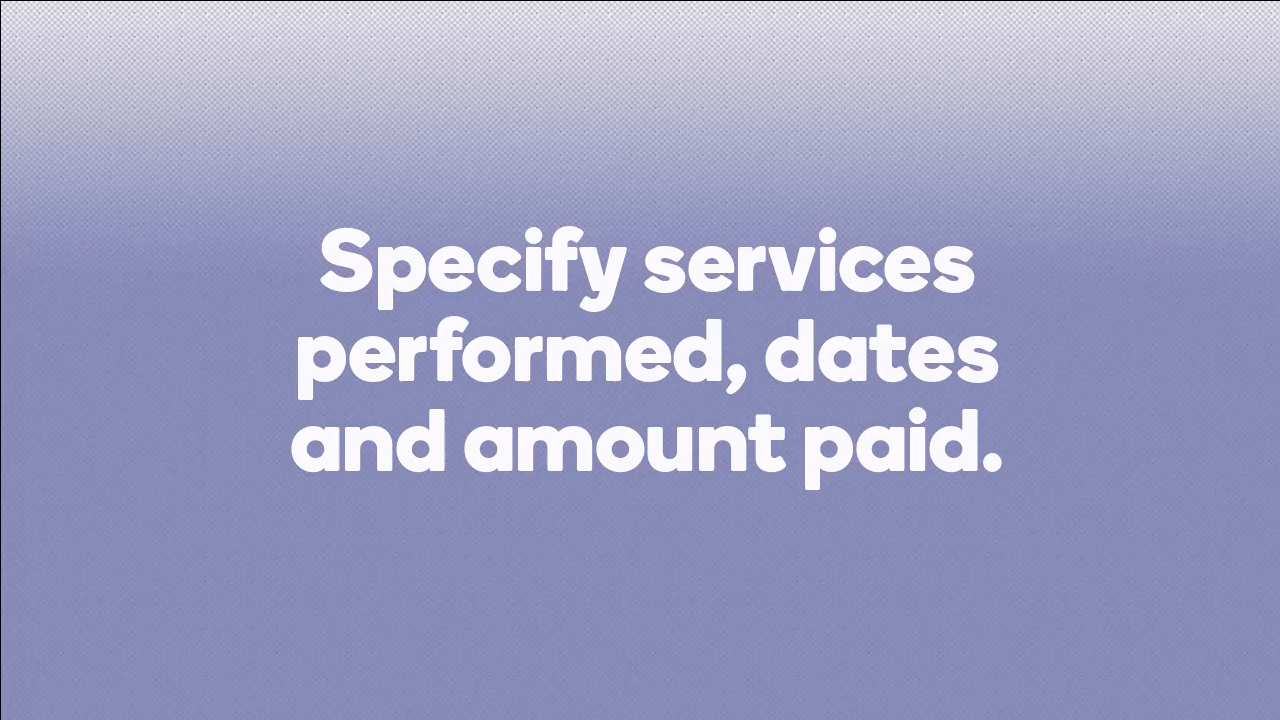 Specify services
performed, dates
and amount paid.